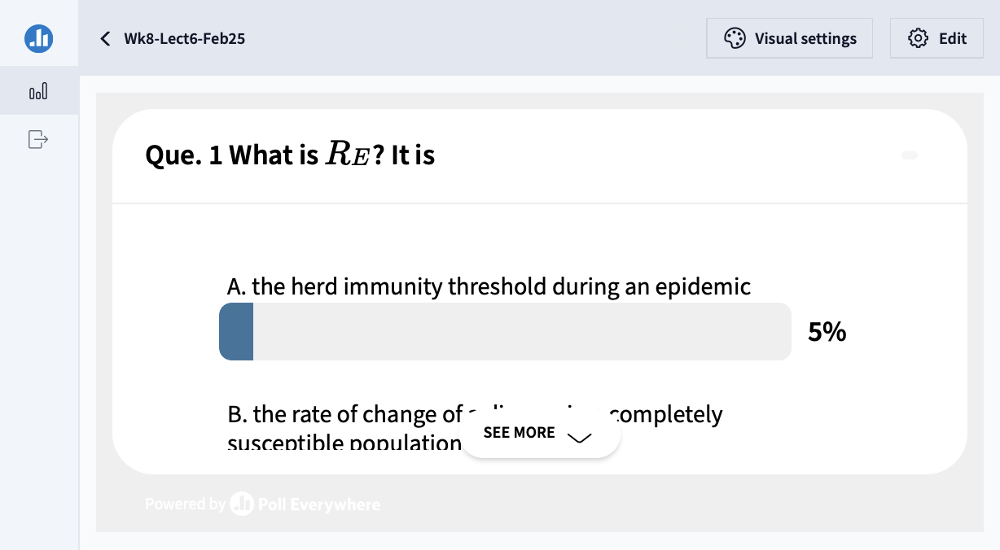 Wk8-Lect6-Feb25
Visual settings
Edit
Que. 1 What is R_E? It is
A. the herd immunity threshold during an epidemic
5%
B. the rate of change of completely
susceptible population
SEE MORE
Powered by Poll Everywhere